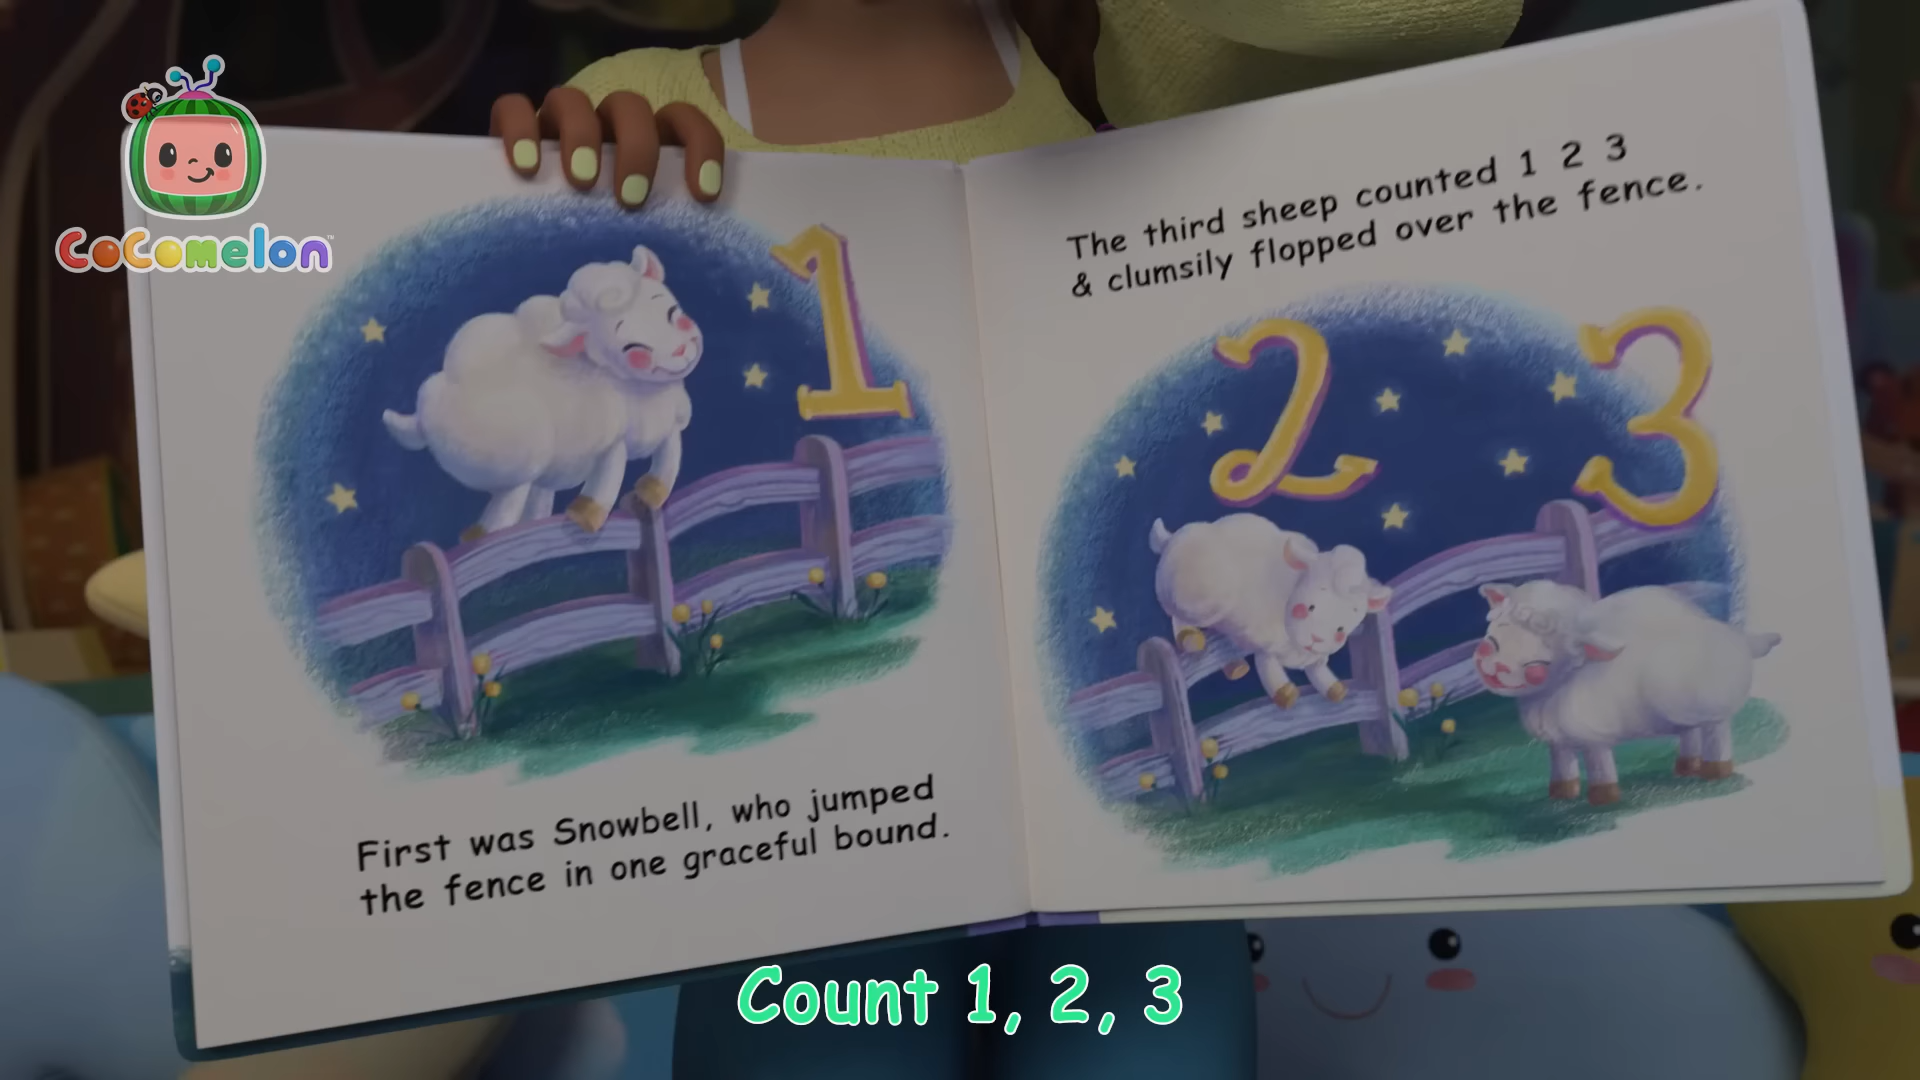 CoComelon™
1
First was Snowbell, who jumped
the fence in one graceful bound.
The third sheep counted 1 2 3
& clumsily flopped over the fence.
2 3
Count 1, 2, 3